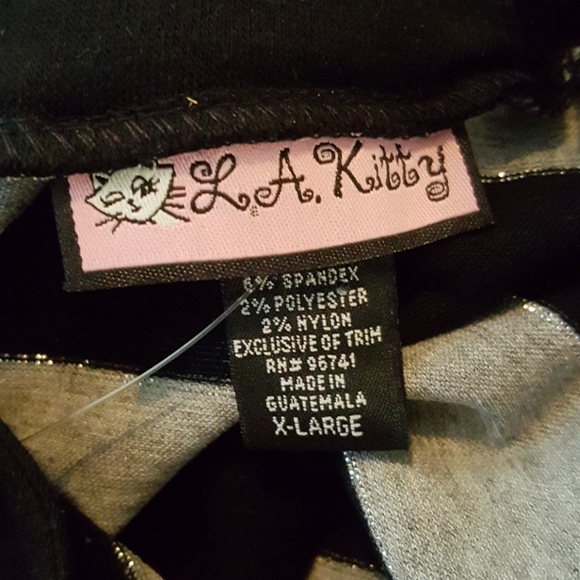 L.A. Kitty
6% SPANDEX
2% POLYESTER
2% NYLON
EXCLUSIVE OF TRIM
RN# 96741
MADE IN
GUATEMALA
X-LARGE